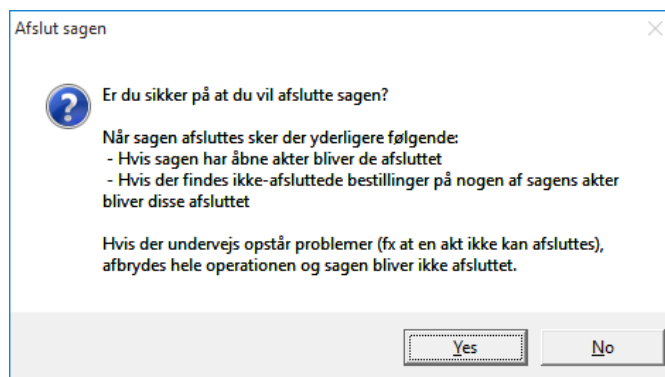 Afslut sagen
Er du sikker på at du vil afslutte sagen?
Når sagen afsluttes sker der yderligere følgende:
- Hvis sagen har åbne akter bliver de afsluttet
- Hvis der findes ikke-afsluttede bestillinger på nogen af sagens akter
bliver disse afsluttet
Hvis der undervejs opstår problemer (fx at en akt ikke kan afsluttes),
afbrydes hele operationen og sagen bliver ikke afsluttet.
Yes
No